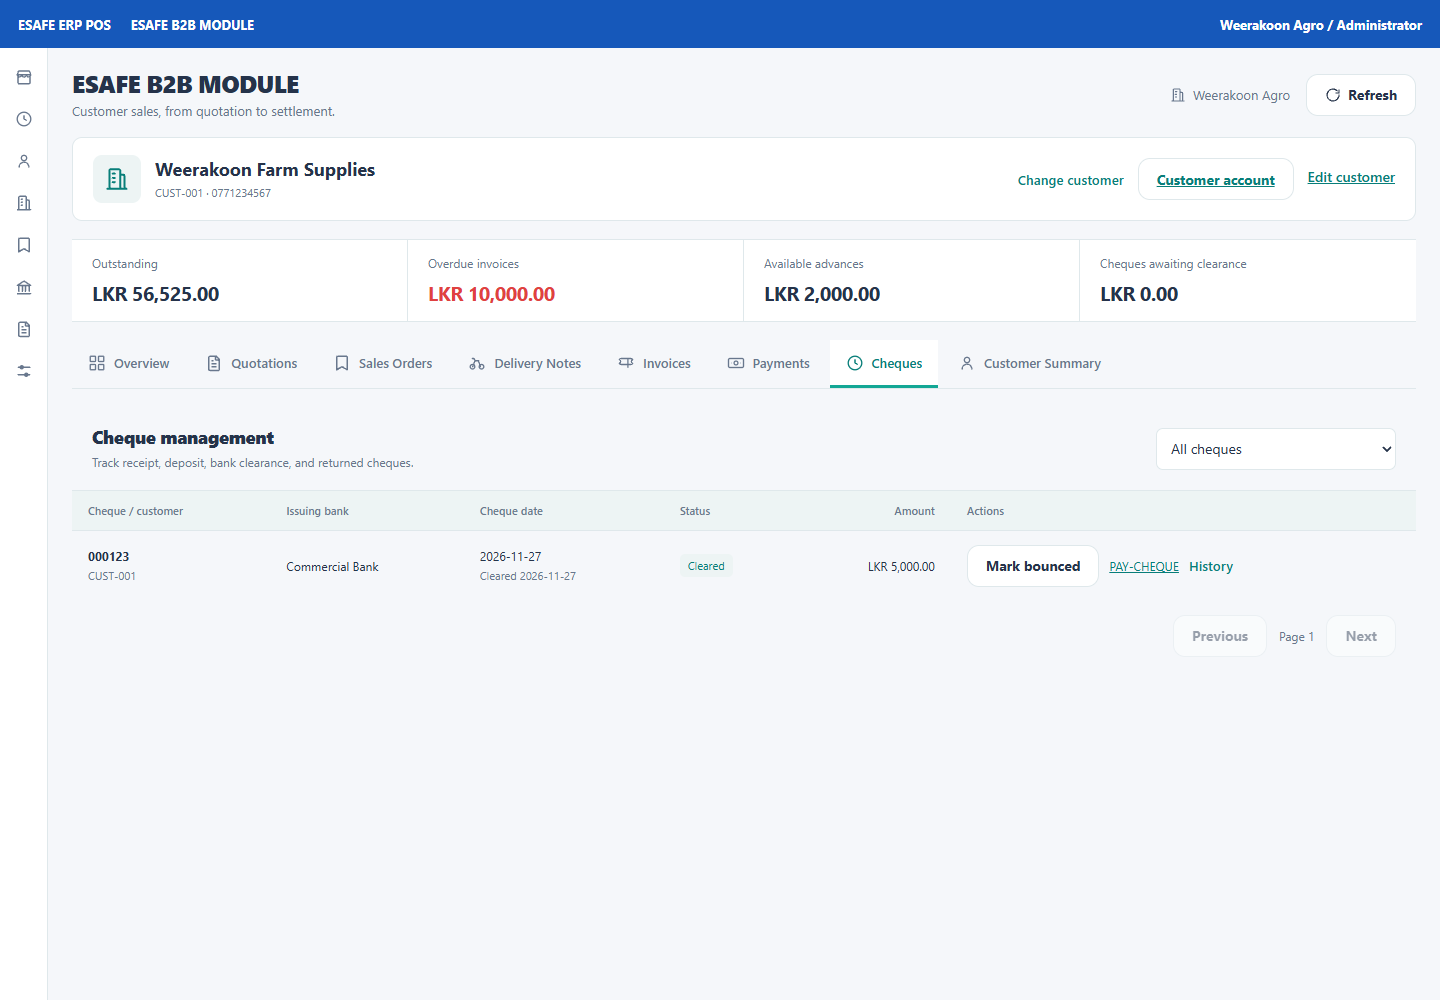 ESAFE ERP POS
ESAFE B2B MODULE
Weerakoon Agro / Administrator
ESAFE B2B MODULE
Customer sales, from quotation to settlement.
Weerakoon Agro
Refresh
Weerakoon Farm Supplies
CUST-001 · 0771234567
Change customer
Customer account
Edit customer
Outstanding
LKR 56,525.00
Overdue invoices
LKR 10,000.00
Available advances
LKR 2,000.00
Cheques awaiting clearance
LKR 0.00
Overview
Quotations
Sales Orders
Delivery Notes
Invoices
Payments
Cheques
Customer Summary
Cheque management
Track receipt, deposit, bank clearance, and returned cheques.
All cheques
Cheque / customer
Issuing bank
Cheque date
Status
Amount
Actions
000123
CUST-001
Commercial Bank
2026-11-27
Cleared 2026-11-27
Cleared
LKR 5,000.00
Mark bounced
PAY-CHEQUE
History
Previous
Page 1
Next